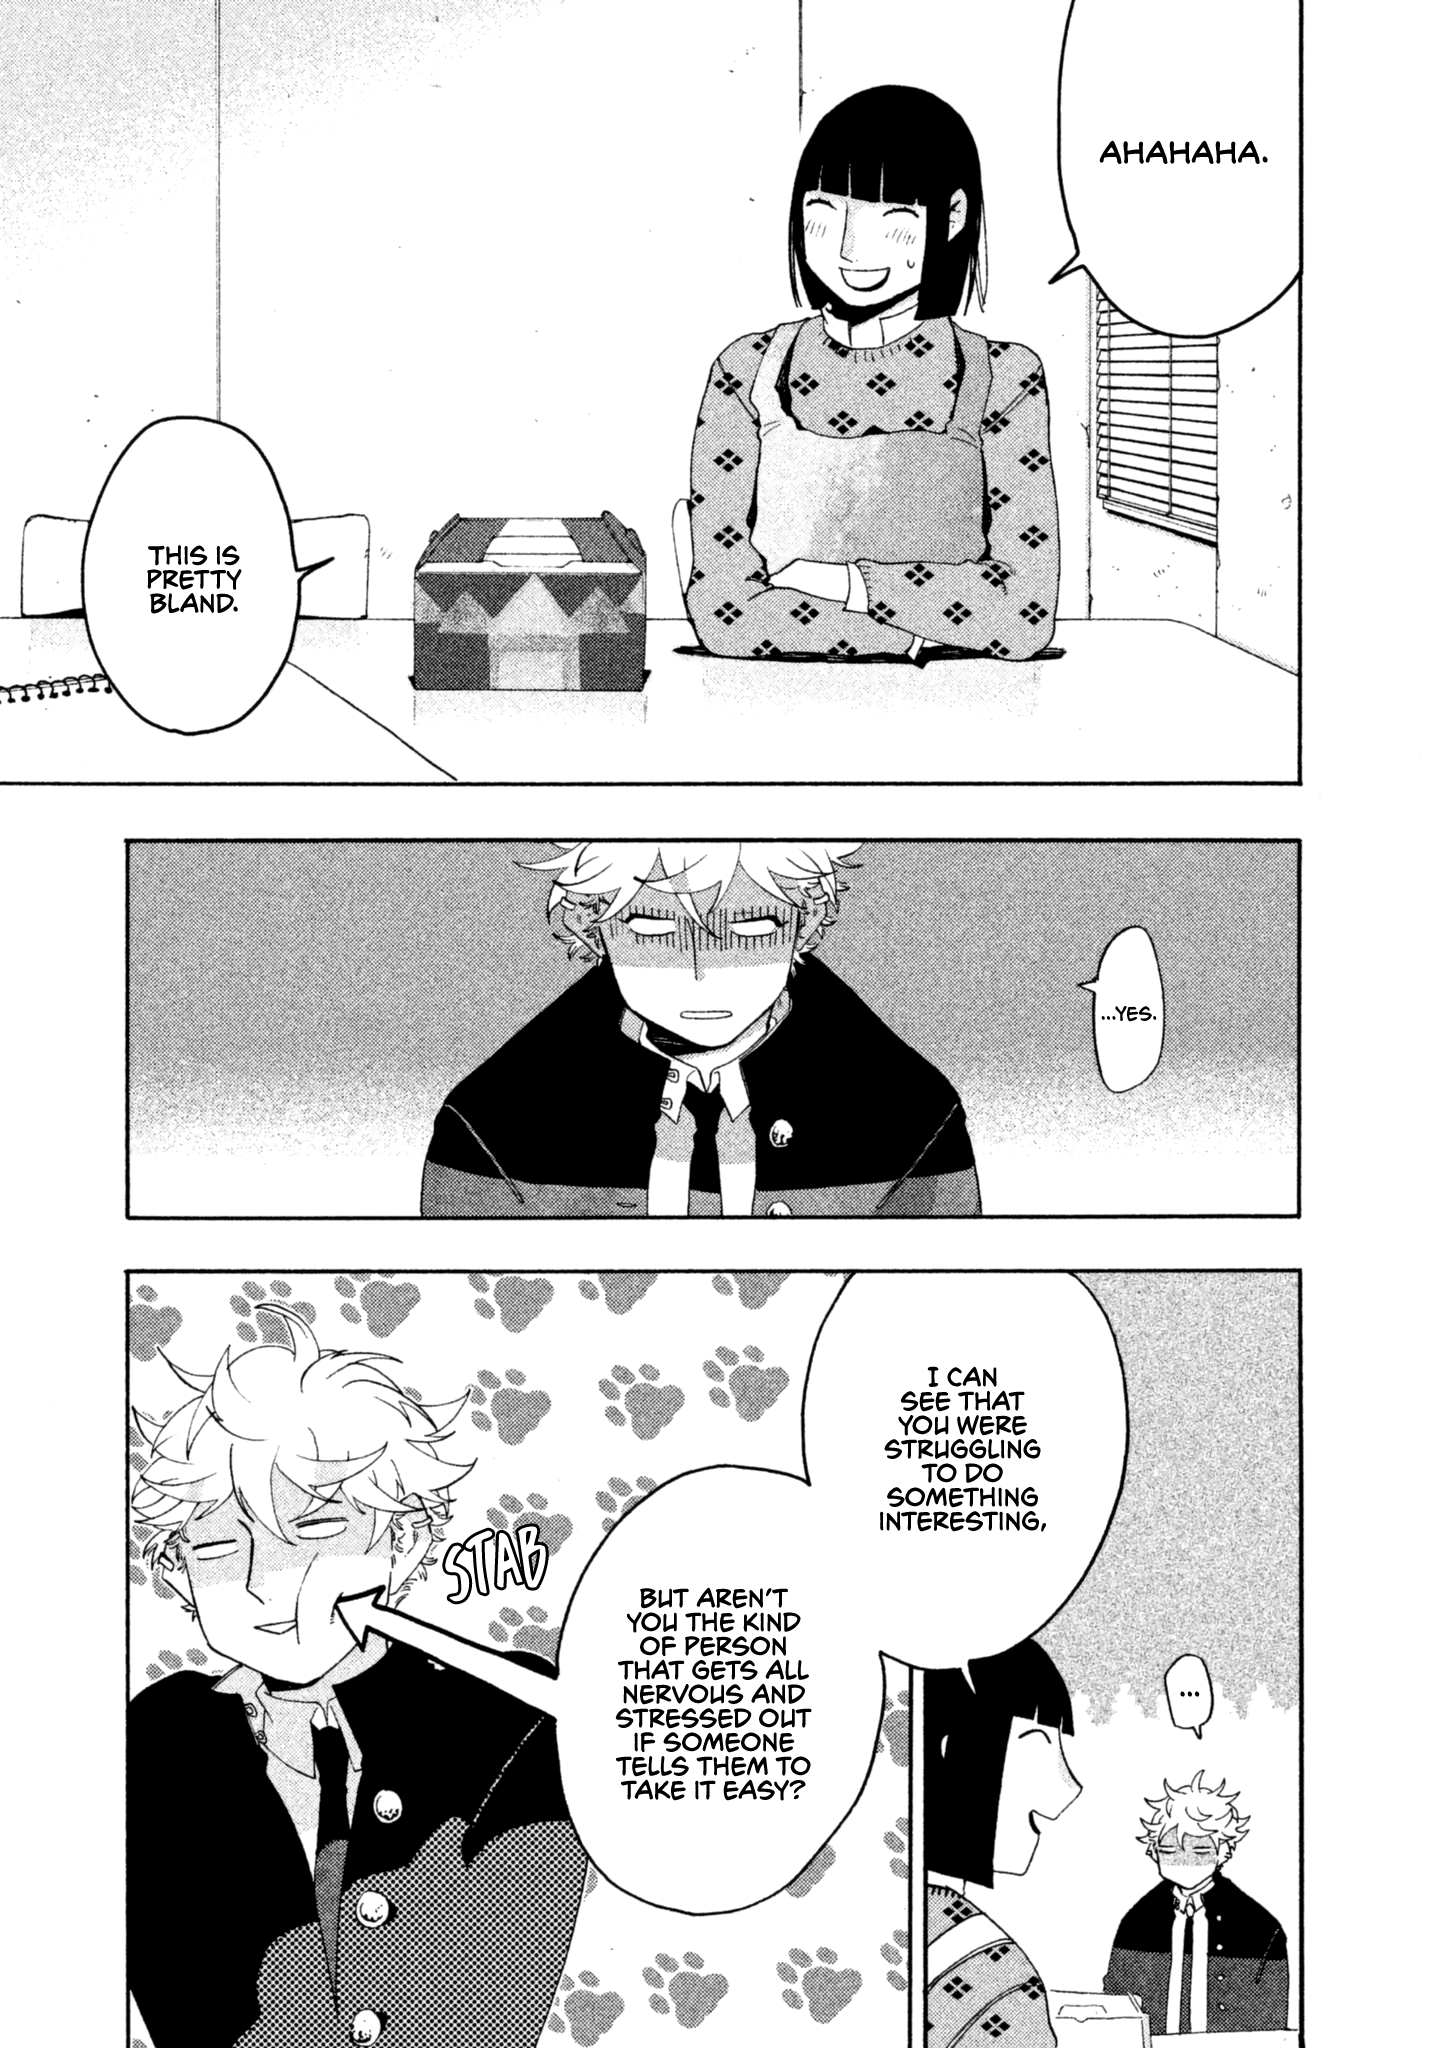 AHAHAHA.
THIS IS
PRETTY
BLAND.
...YES.
I CAN
SEE THAT
YOU WERE
STRUGGLING
TO DO
SOMETHING
INTERESTING,
...
BUT AREN'T
YOU THE KIND
OF PERSON
THAT GETS ALL
NERVOUS AND
STRESSED OUT
IF SOMEONE
TELLS THEM TO
TAKE IT EASY?
STAB